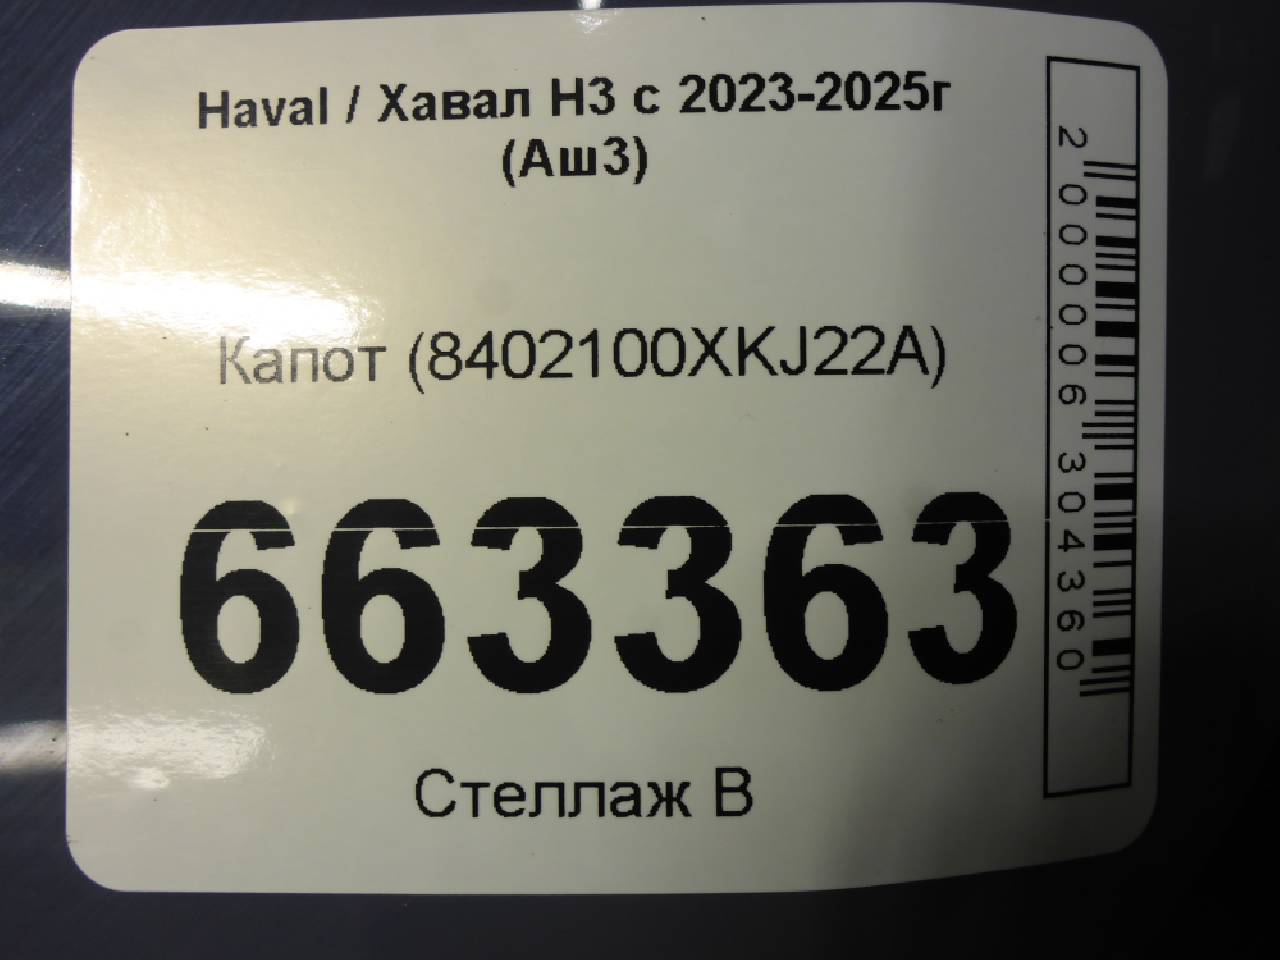 Haval / Хавал H3 с 2023-2025г
(Аш3)
Капот (8402100XKJ22A)
663363
Стеллаж В
2000006304360